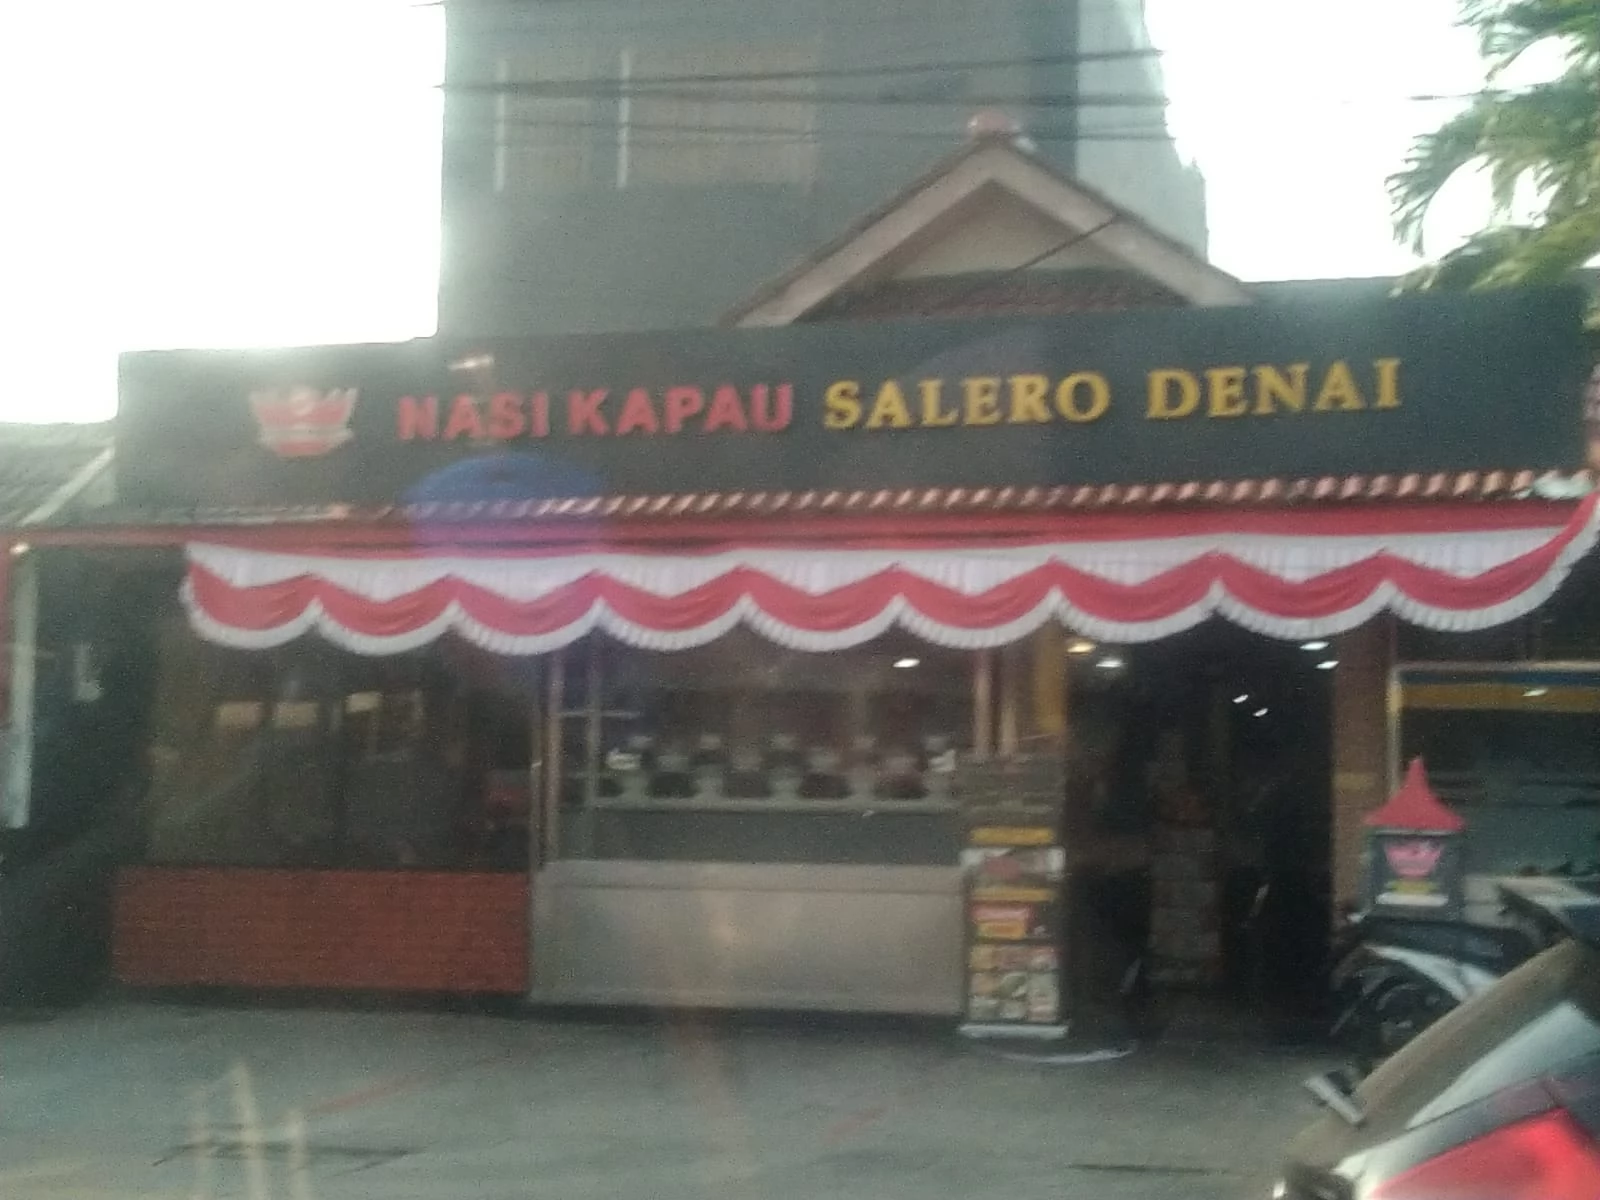 NASI KAPAU SALERO DENAI